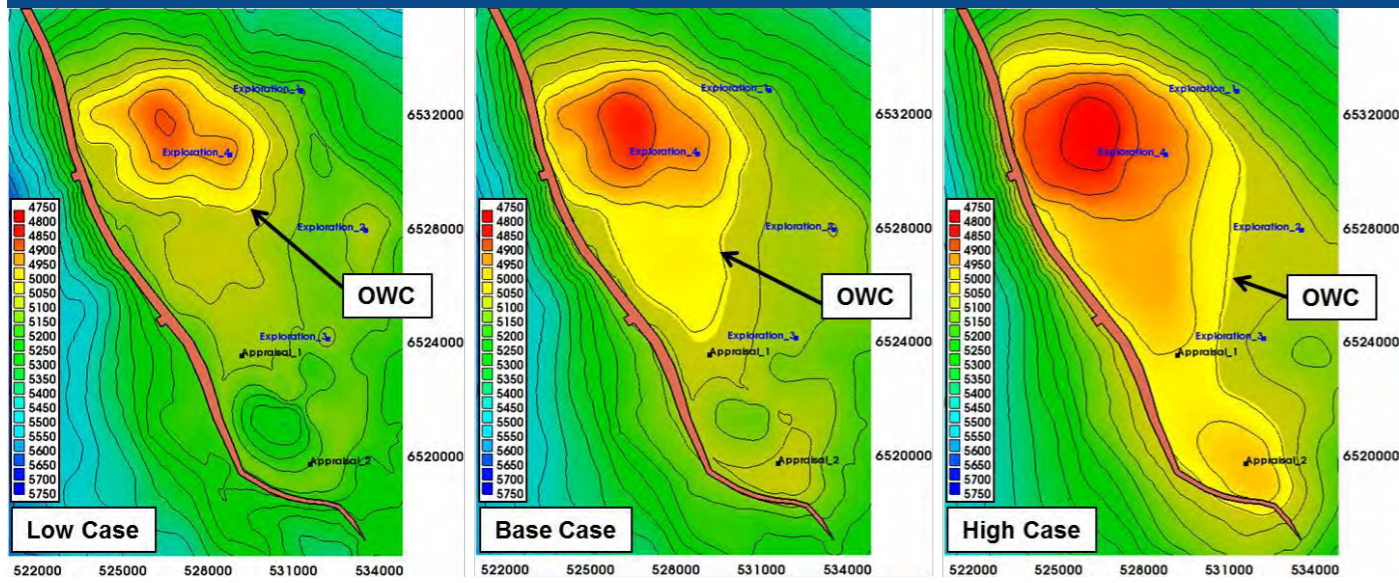 Exploration_1
Exploration_4
Exploration_2
Exploration_3
Appraisal_1
Appraisal_2
OWC
4750
4800
4850
4900
4950
5000
5050
5100
5150
5200
5250
5300
5350
5400
5450
5500
5550
5600
5650
5700
5750
Low Case
522000 525000 528000 531000 534000
6532000
6528000
6524000
6520000
Exploration_1
Exploration_4
Exploration_2
Exploration_3
Appraisal_1
Appraisal_2
OWC
4750
4800
4850
4900
4950
5000
5050
5100
5150
5200
5250
5300
5350
5400
5450
5500
5550
5600
5650
5700
5750
Base Case
522000 525000 528000 531000 534000
6532000
6528000
6524000
6520000
Exploration_1
Exploration_4
Exploration_2
Exploration_3
Appraisal_1
Appraisal_2
OWC
4750
4800
4850
4900
4950
5000
5050
5100
5150
5200
5250
5300
5350
5400
5450
5500
5550
5600
5650
5700
5750
High Case
522000 525000 528000 531000 534000
6532000
6528000
6524000
6520000